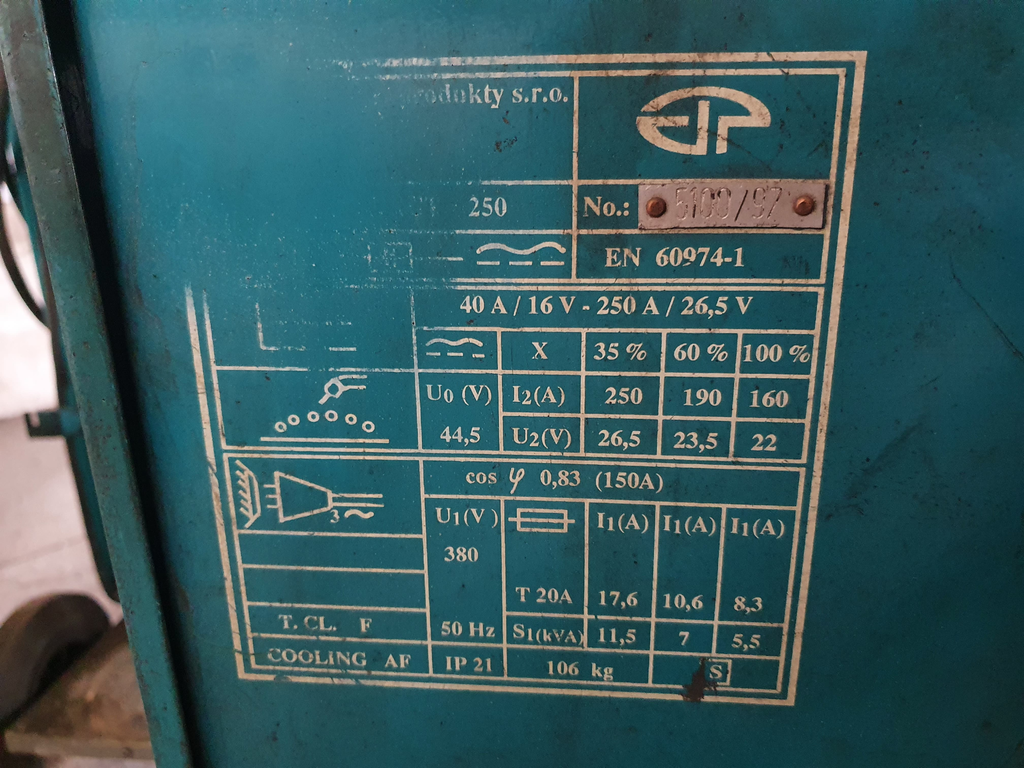 produkty s.r.o.
250
No.: 5100/97
EN 60974-1
40 A / 16 V - 250 A / 26,5 V
X 35 % 60 % 100 %
U0 (V) I2(A) 250 190 160
44,5 U2(V) 26,5 23,5 22
cos φ 0,83 (150A)
3~
U1(V) I1(A) I1(A) I1(A)
380
T 20A 17,6 10,6 8,3
T. CL. F 50 Hz S1(kVA) 11,5 7 5,5
COOLING AF IP 21 106 kg S